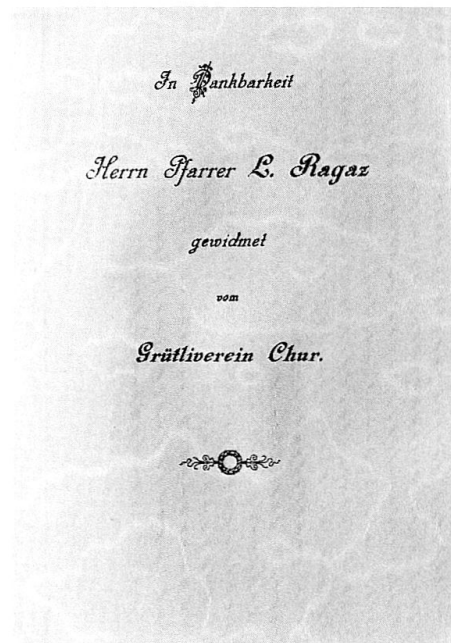 In Dankbarkeit
Herrn Pfarrer L. Ragaz
gewidmet
vom
Grütliverein Chur.